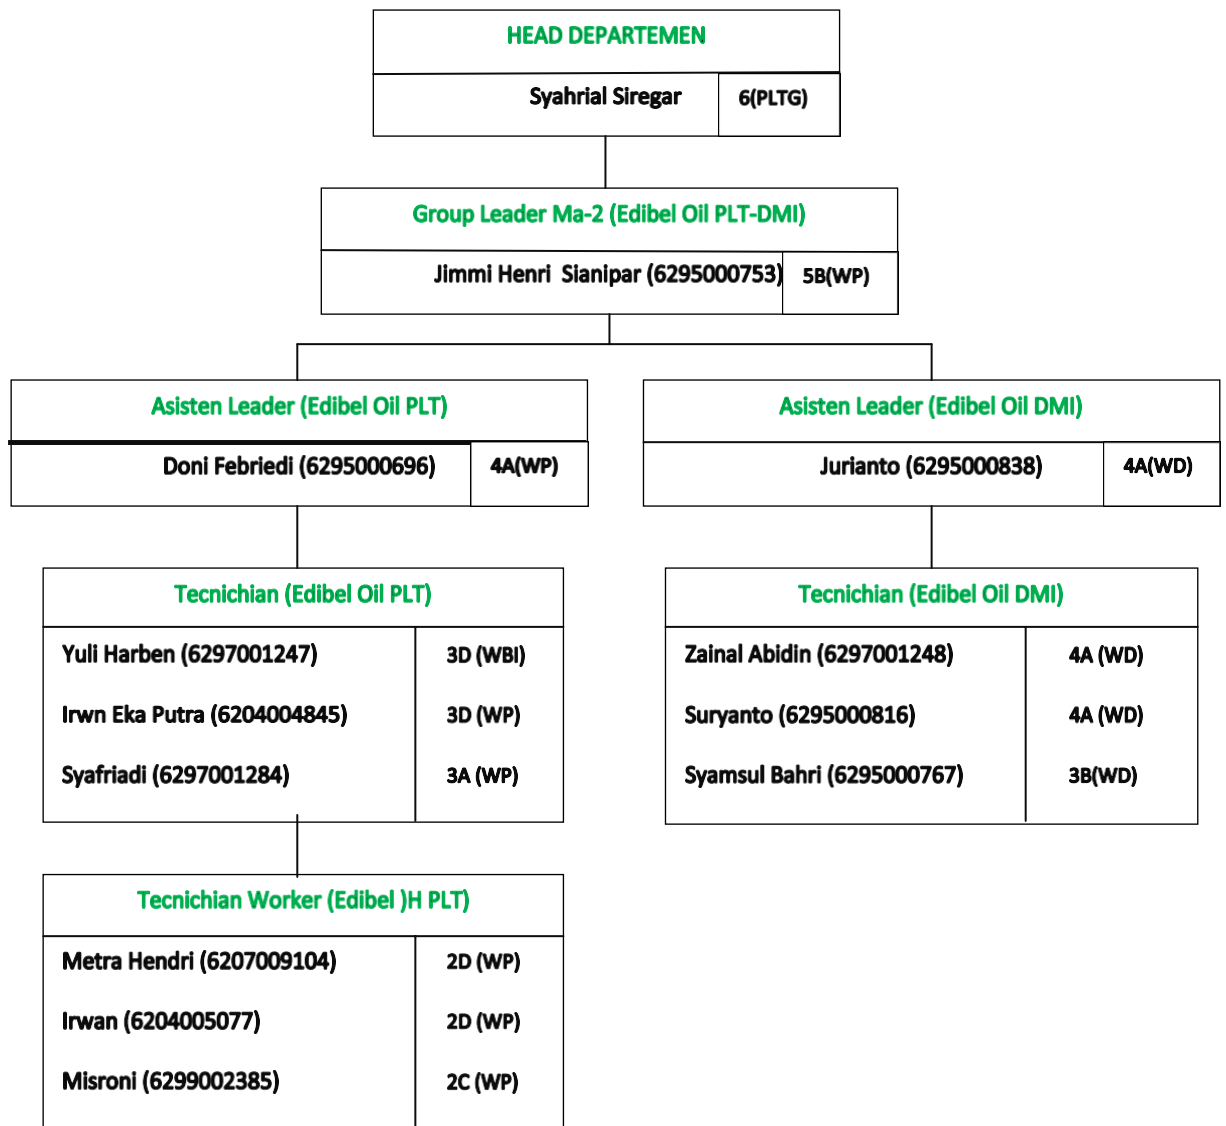 HEAD DEPARTEMEN
Syahrial Siregar 6(PLTG)
Group Leader Ma-2 (Edibel Oil PLT-DMI)
Jimmi Henri Sianipar (6295000753) 5B(WP)
Asisten Leader (Edibel Oil PLT)
Doni Febriedi (6295000696) 4A(WP)
Asisten Leader (Edibel Oil DMI)
Jurianto (6295000838) 4A(WD)
Tecnichian (Edibel Oil PLT)
Yuli Harben (6297001247) 3D (WBI)
Irwn Eka Putra (6204004845) 3D (WP)
Syafriadi (6297001284) 3A (WP)
Tecnichian (Edibel Oil DMI)
Zainal Abidin (6297001248) 4A (WD)
Suryanto (6295000816) 4A (WD)
Syamsul Bahri (6295000767) 3B(WD)
Tecnichian Worker (Edibel )H PLT)
Metra Hendri (6207009104) 2D (WP)
Irwan (6204005077) 2D (WP)
Misroni (6299002385) 2C (WP)